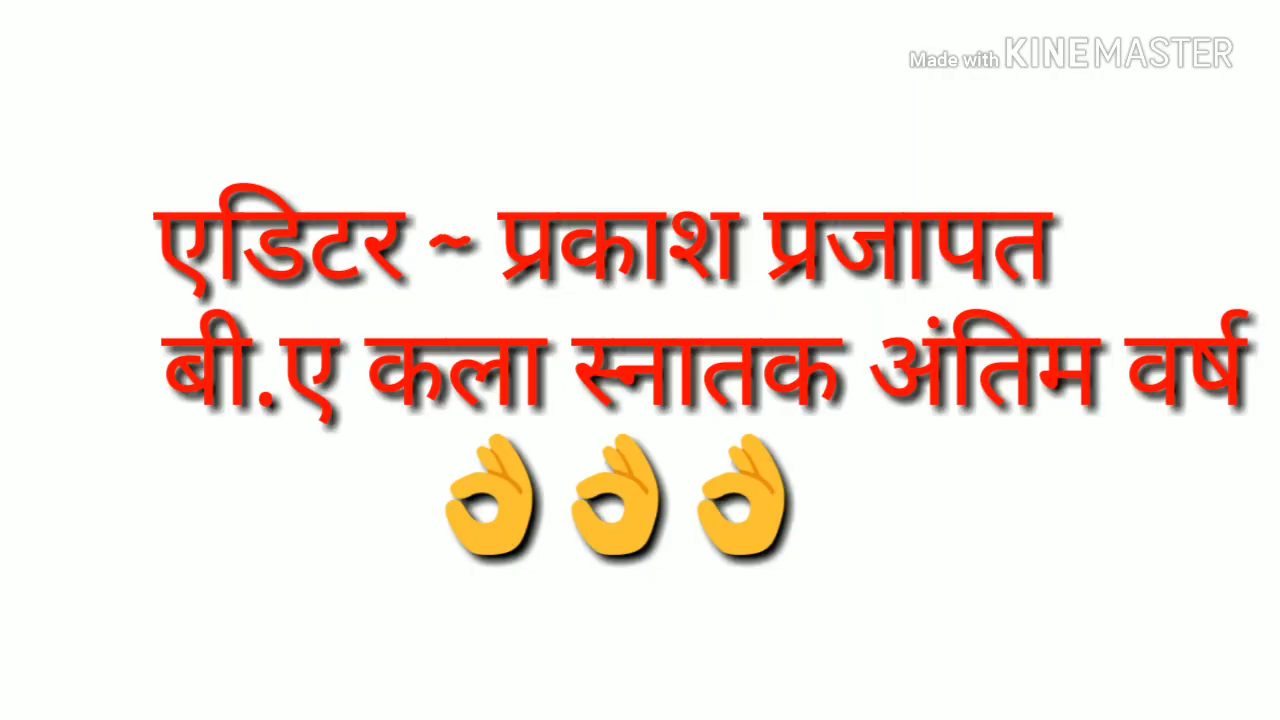 Made with KINEMASTER
एडिटर ~ प्रकाश प्रजापत
बी.ए कला स्नातक अंतिम वर्ष
👌👌👌